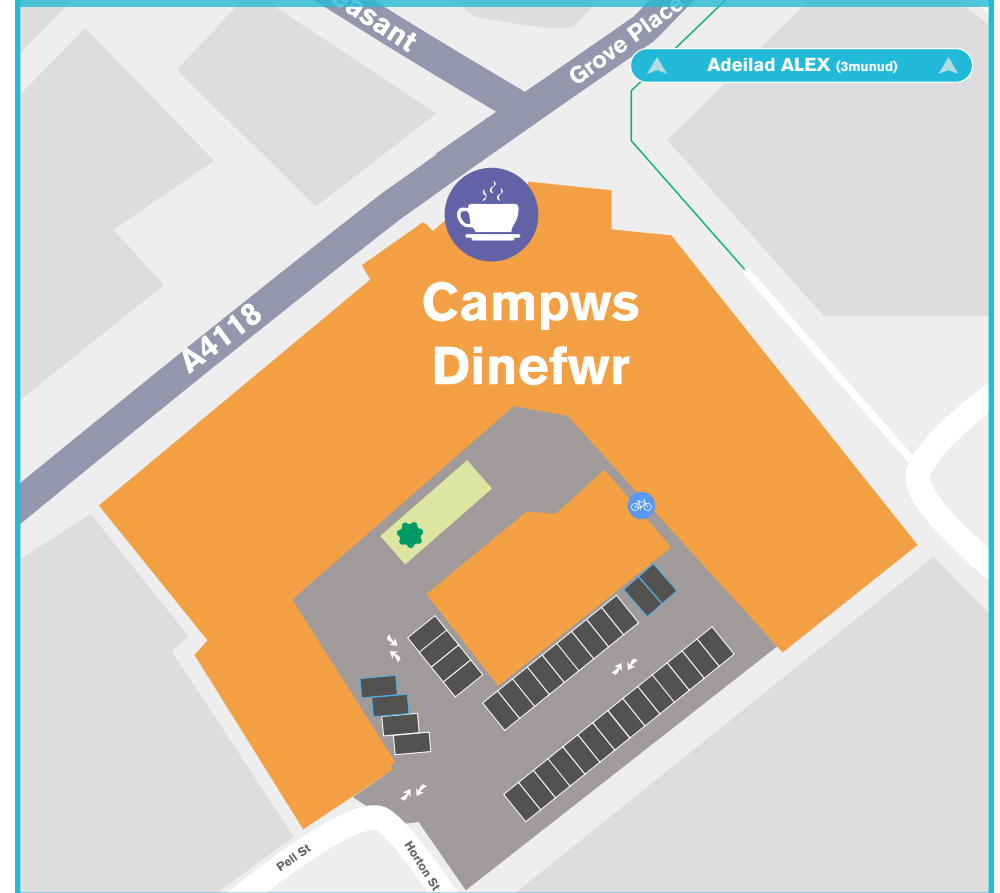 Grove Place
Adeilad ALEX (3munud)
A4118
Campws
Dinefwr
Pell St
Horton St